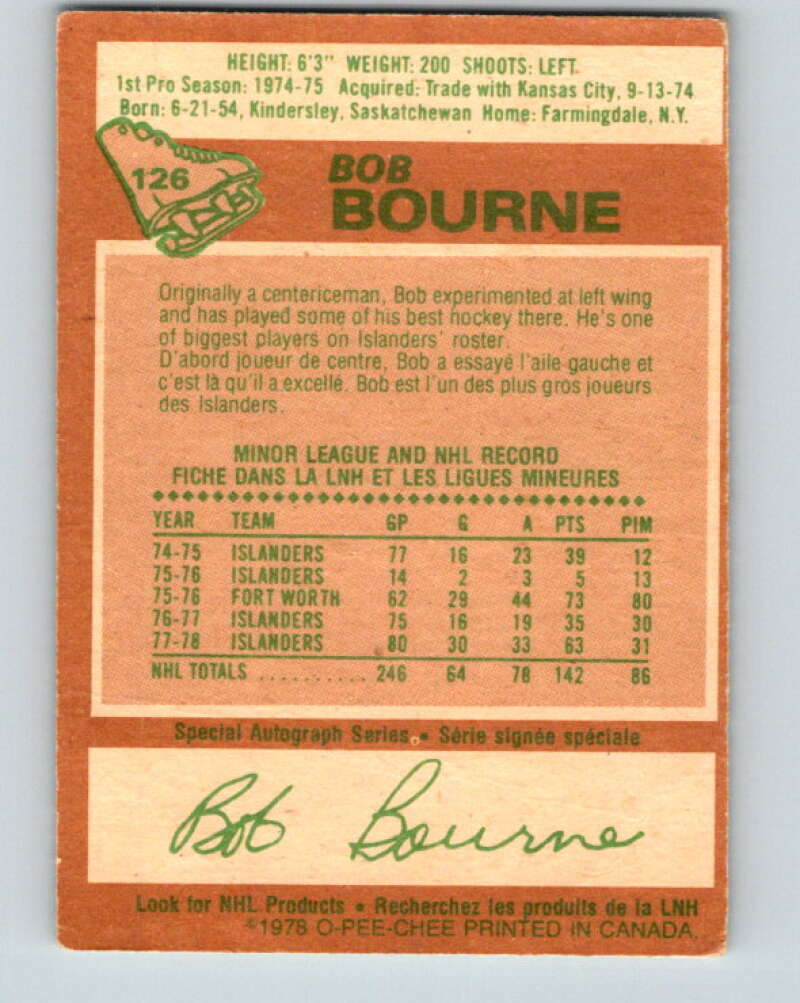 HEIGHT: 6'3" WEIGHT: 200 SHOOTS: LEFT
1st Pro Season: 1974-75 Acquired: Trade with Kansas City, 9-13-74
Born: 6-21-54, Kindersley, Saskatchewan Home: Farmingdale, N.Y.
126
BOB
BOURNE
Originally a centericeman, Bob experimented at left wing
and has played some of his best hockey there. He's one
of biggest players on Islanders' roster.
D'abord joueur de centre, Bob a essayé l'aile gauche et
c'est là qu'il a excellé. Bob est l'un des plus gros joueurs
des Islanders.
MINOR LEAGUE AND NHL RECORD
FICHE DANS LA LNH ET LES LIGUES MINEURES
YEAR TEAM GP G A PTS PIM
74-75 ISLANDERS 77 16 23 39 12
75-76 ISLANDERS 14 2 3 5 13
75-76 FORT WORTH 62 29 44 73 80
76-77 ISLANDERS 75 16 19 35 30
77-78 ISLANDERS 80 30 33 63 31
NHL TOTALS .......... 246 64 78 142 86
Special Autograph Series • Série signée spéciale
Bob Bourne
Look for NHL Products • Recherchez les produits de la LNH
©1978 O-PEE-CHEE PRINTED IN CANADA.